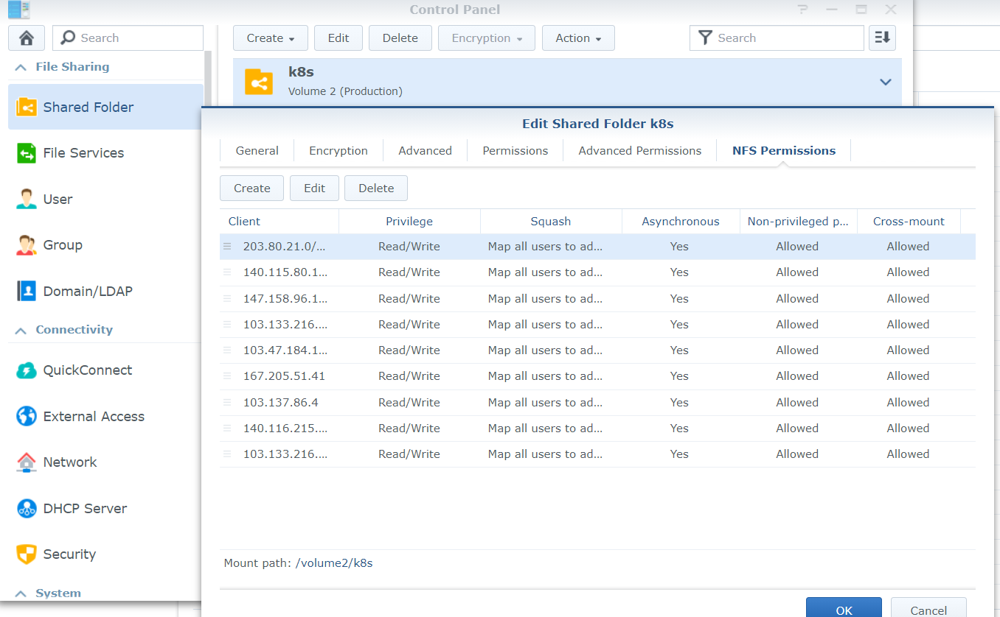 Control Panel
Search
Create Edit Delete Encryption Action Search
File Sharing
Shared Folder
File Services
User
Group
Domain/LDAP
Connectivity
QuickConnect
External Access
Network
DHCP Server
Security
System
k8s
Volume 2 (Production)
Edit Shared Folder k8s
General Encryption Advanced Permissions Advanced Permissions NFS Permissions
Create Edit Delete
Client Privilege Squash Asynchronous Non-privileged p... Cross-mount
203.80.21.0/... Read/Write Map all users to ad... Yes Allowed Allowed
140.115.80.1... Read/Write Map all users to ad... Yes Allowed Allowed
147.158.96.1... Read/Write Map all users to ad... Yes Allowed Allowed
103.133.216.... Read/Write Map all users to ad... Yes Allowed Allowed
103.47.184.1... Read/Write Map all users to ad... Yes Allowed Allowed
167.205.51.41 Read/Write Map all users to ad... Yes Allowed Allowed
103.137.86.4 Read/Write Map all users to ad... Yes Allowed Allowed
140.116.215.... Read/Write Map all users to ad... Yes Allowed Allowed
103.133.216.... Read/Write Map all users to ad... Yes Allowed Allowed
Mount path: /volume2/k8s
OK Cancel